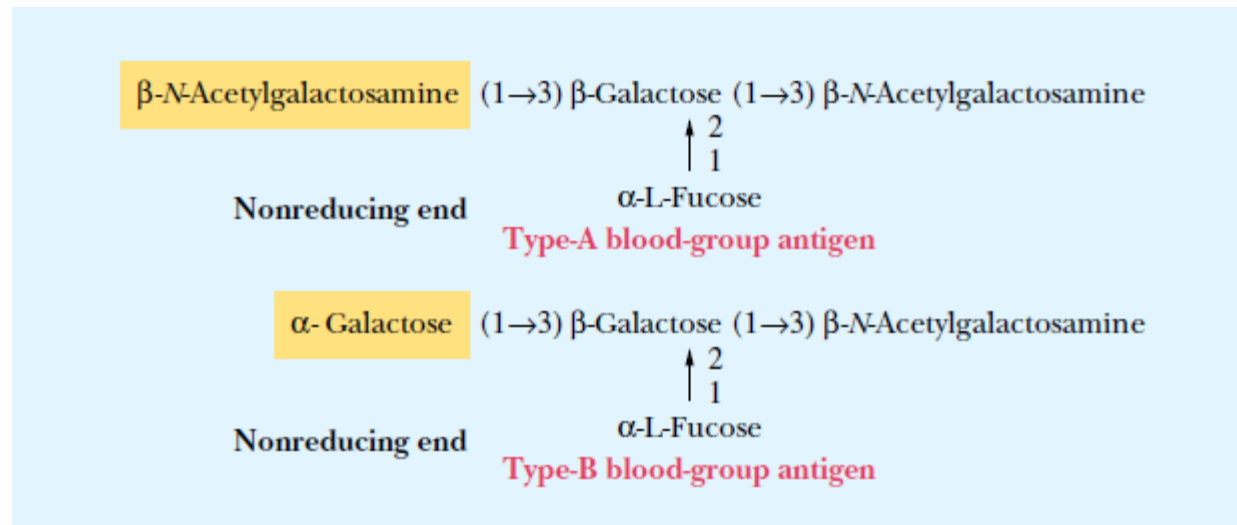 β-N-Acetylgalactosamine (1→3) β-Galactose (1→3) β-N-Acetylgalactosamine
2
1
α-L-Fucose
Nonreducing end
Type-A blood-group antigen
α- Galactose (1→3) β-Galactose (1→3) β-N-Acetylgalactosamine
2
1
α-L-Fucose
Nonreducing end
Type-B blood-group antigen